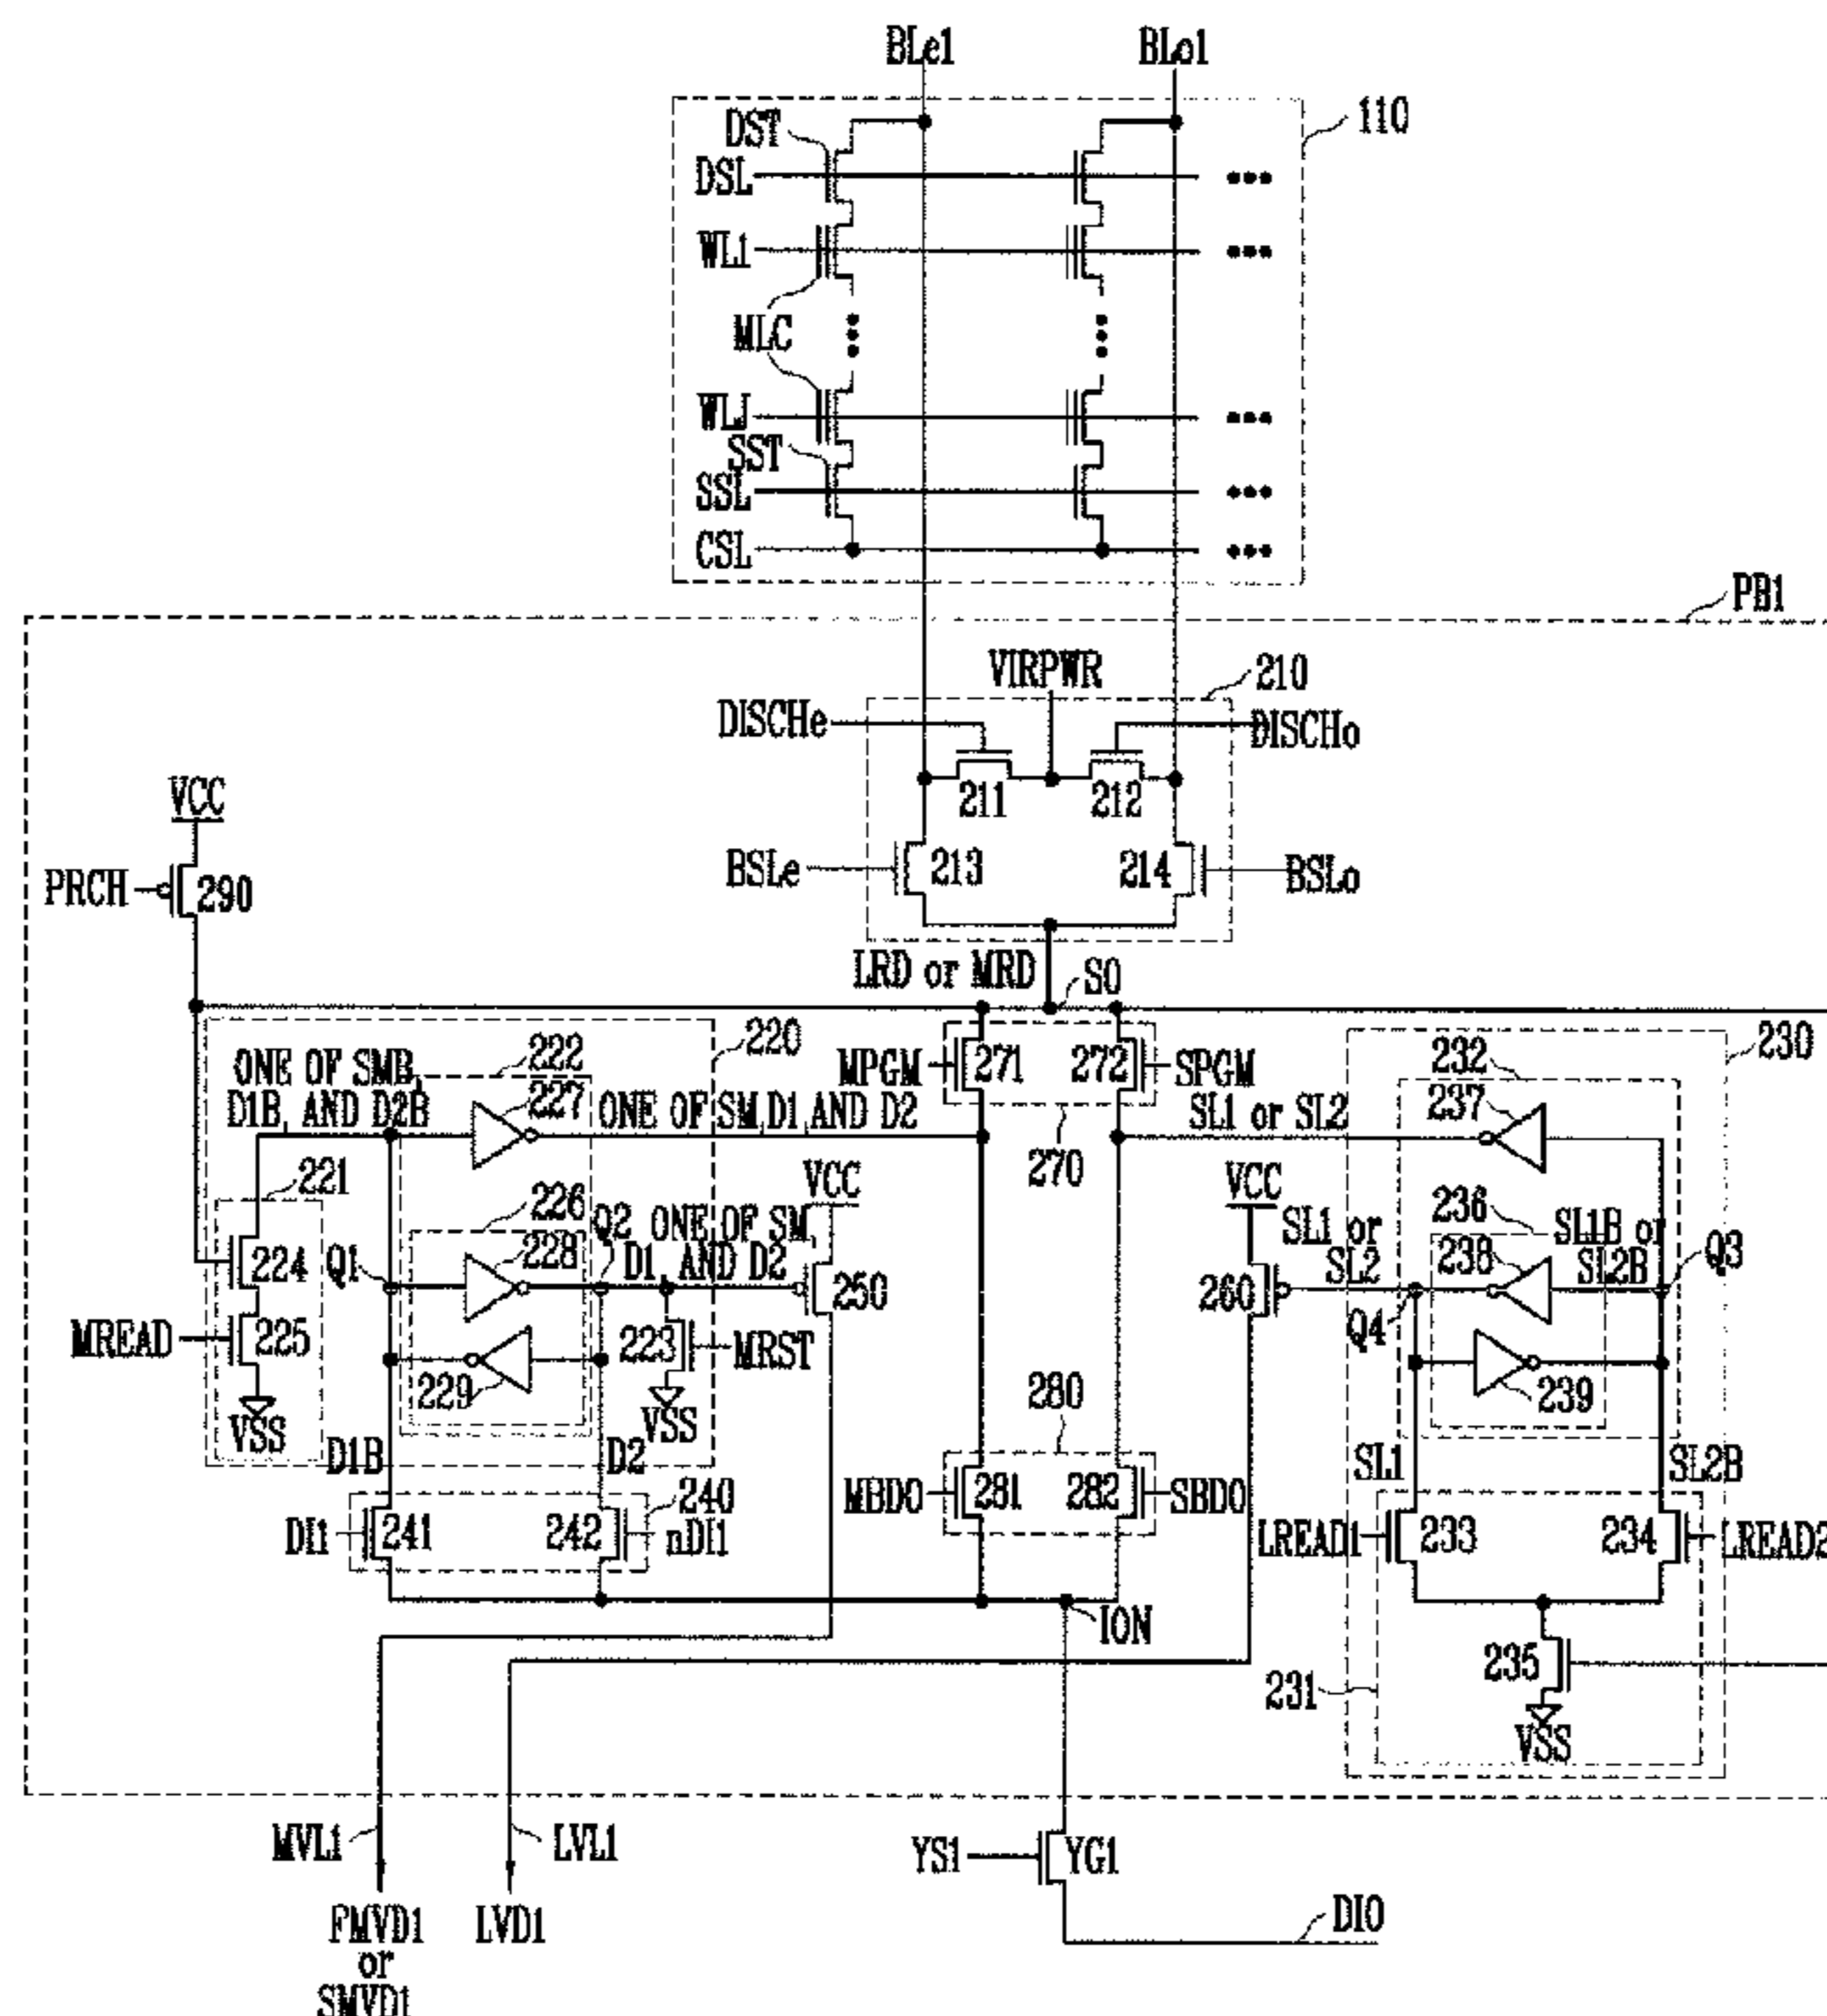 BLe1 BLo1
110
DST
DSL •••
WL1 •••
MLC
WLJ •••
SST
SSL •••
CSL •••
PB1
VIRPWR 210
DISCHe DISCHo
211 212
VCC
BSLe 213 214 BSLo
PRCH 290
LRD or MRD S0
222 220 230
ONE OF SMB, D1B, AND D2B
227 ONE OF SM, D1 AND D2
MPGM 271 272 SPGM
232
237
SL1 or SL2
221 270
VCC VCC
226 Q2 ONE OF SM, D1, AND D2
236 SL1 or SL2 SL1B or SL2B
Q1 224 228 250 260 238 Q3
Q4
MREAD 225 223 MRST
229 280 239
VSS VSS
D1B D2 SL1 SL2B
240 MBDO 281 282 SBDO
DI1 241 242 nDI1
LREAD1 233 234 LREAD2
ION
235
231
VSS
MVL1 LVL1 YS1 YG1
FMVD1 LVD1 DIO
or
SMVD1